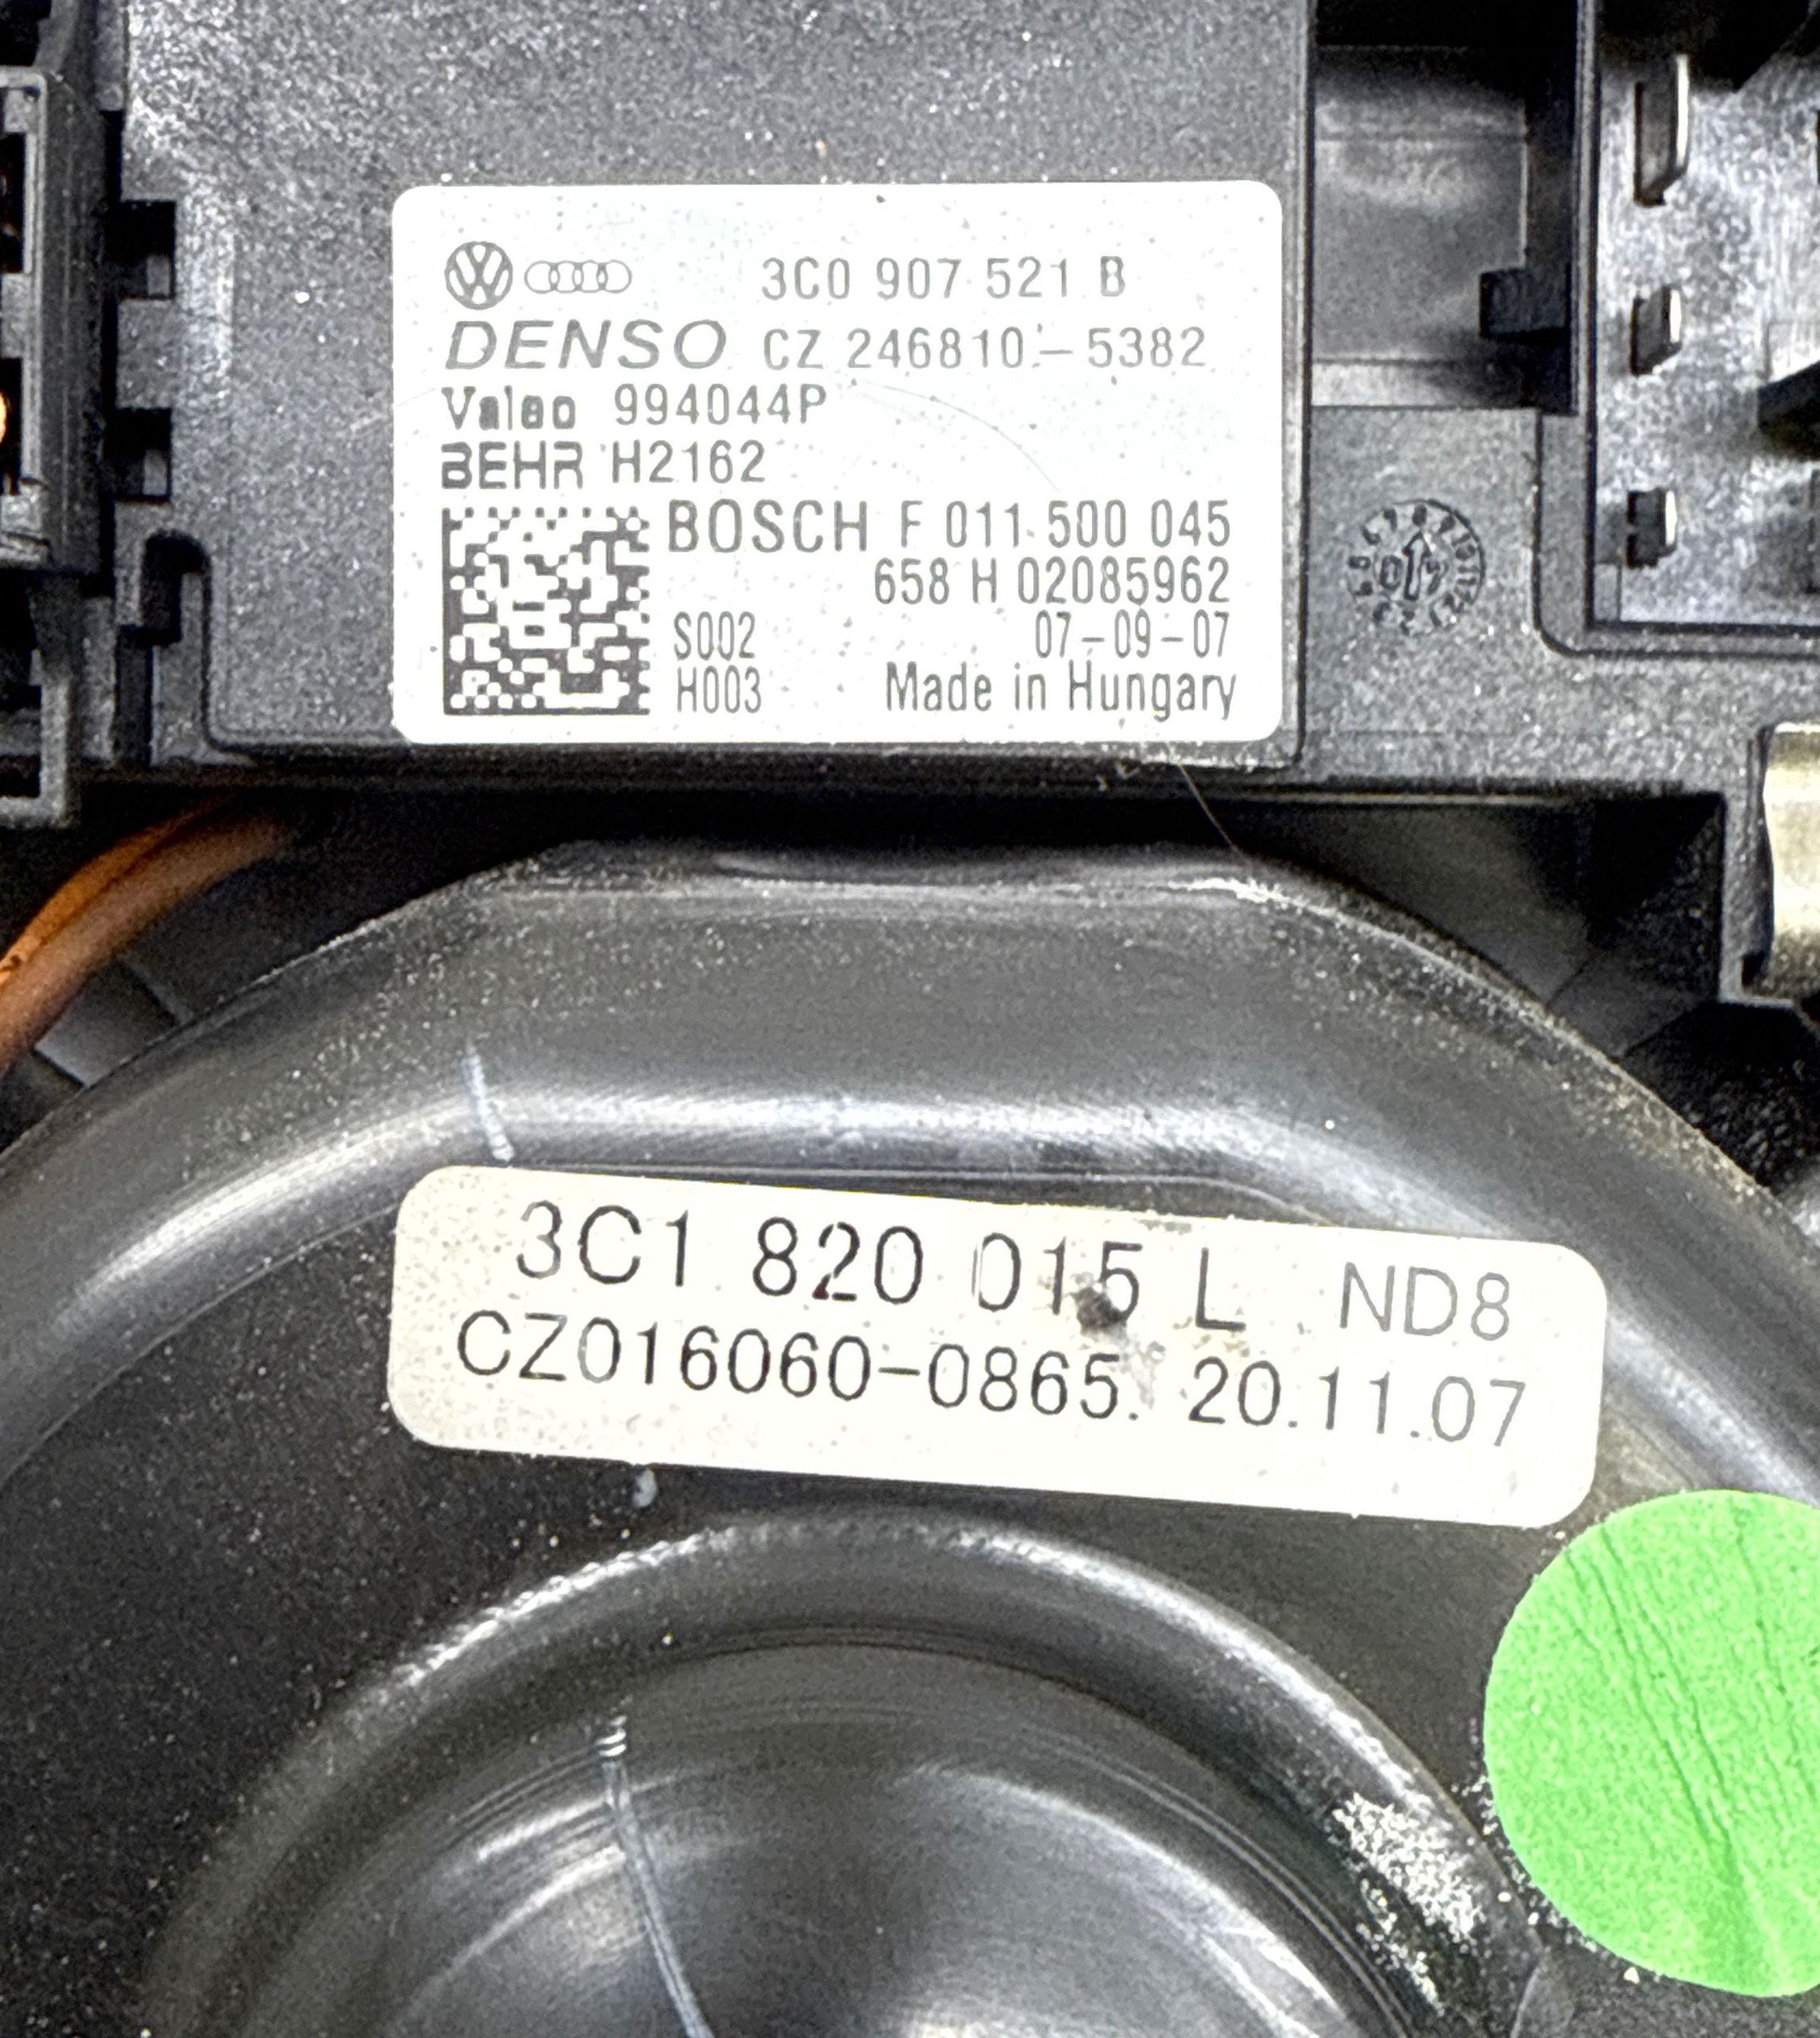 3C0 907 521 B
DENSO CZ 246810-5382
Valeo 994044P
BEHR H2162
BOSCH F 011 500 045
658 H 02085962
S002 07-09-07
H003 Made in Hungary
3C1 820 015 L ND8
CZ016060-0865. 20.11.07